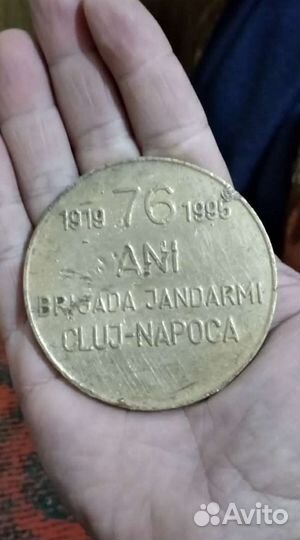 1919 76 1995
ANI
BRIGADA JANDARMI
CLUJ-NAPOCA
Avito